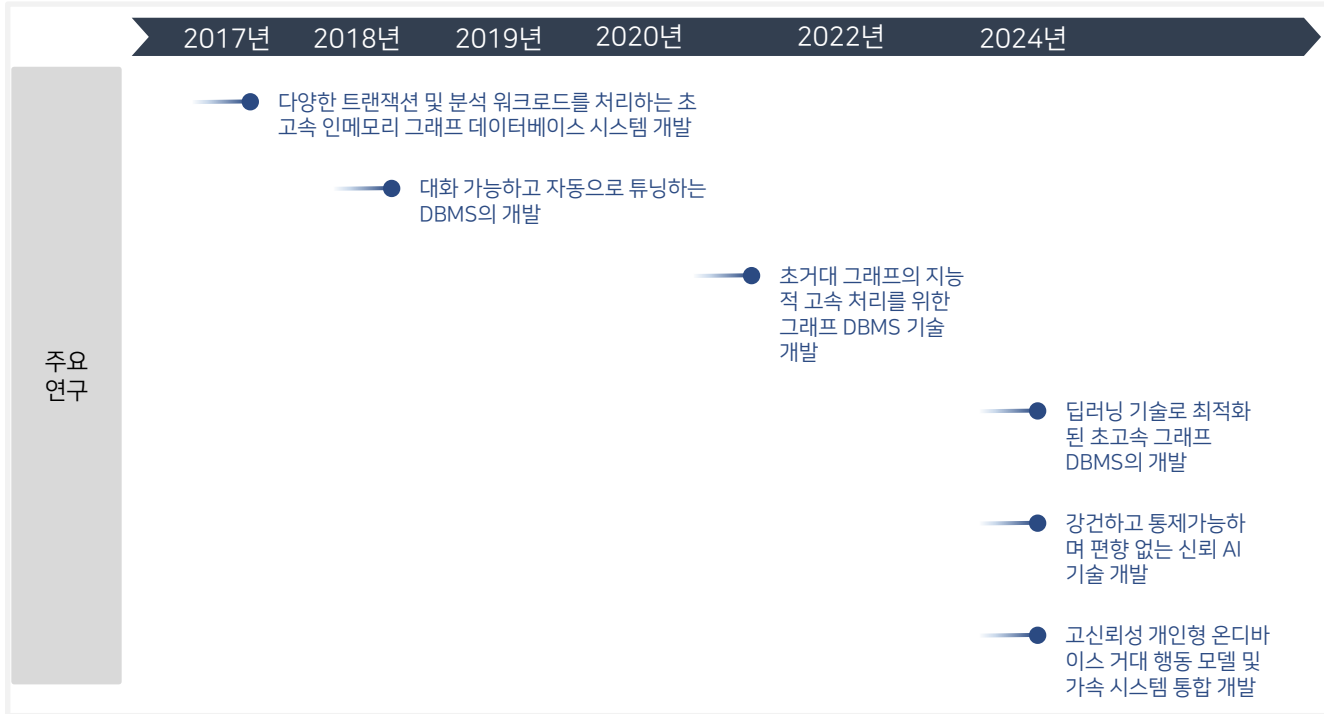 2017년 2018년 2019년 2020년 2022년 2024년
주요
연구
다양한 트랜잭션 및 분석 워크로드를 처리하는 초
고속 인메모리 그래프 데이터베이스 시스템 개발
대화 가능하고 자동으로 튜닝하는
DBMS의 개발
초거대 그래프의 지능
적 고속 처리를 위한
그래프 DBMS 기술
개발
딥러닝 기술로 최적화
된 초고속 그래프
DBMS의 개발
강건하고 통제가능하
며 편향 없는 신뢰 AI
기술 개발
고신뢰성 개인형 온디바
이스 거대 행동 모델 및
가속 시스템 통합 개발